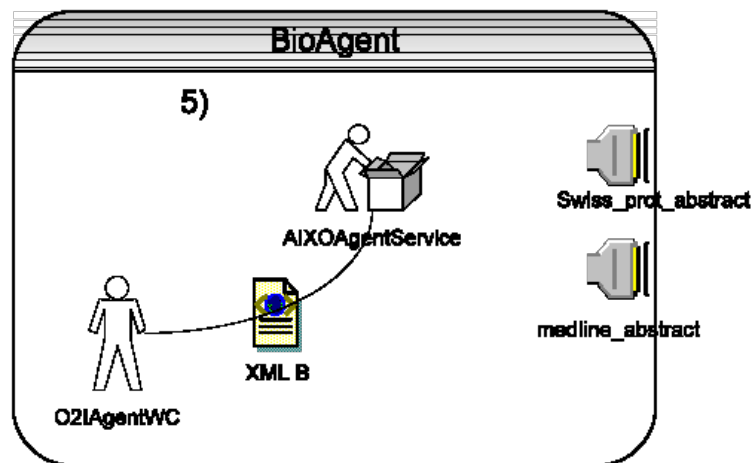 BioAgent
5)
Swiss_prot_abstract
AIXOAgentService
medline_abstract
XML B
O2IAgentWC